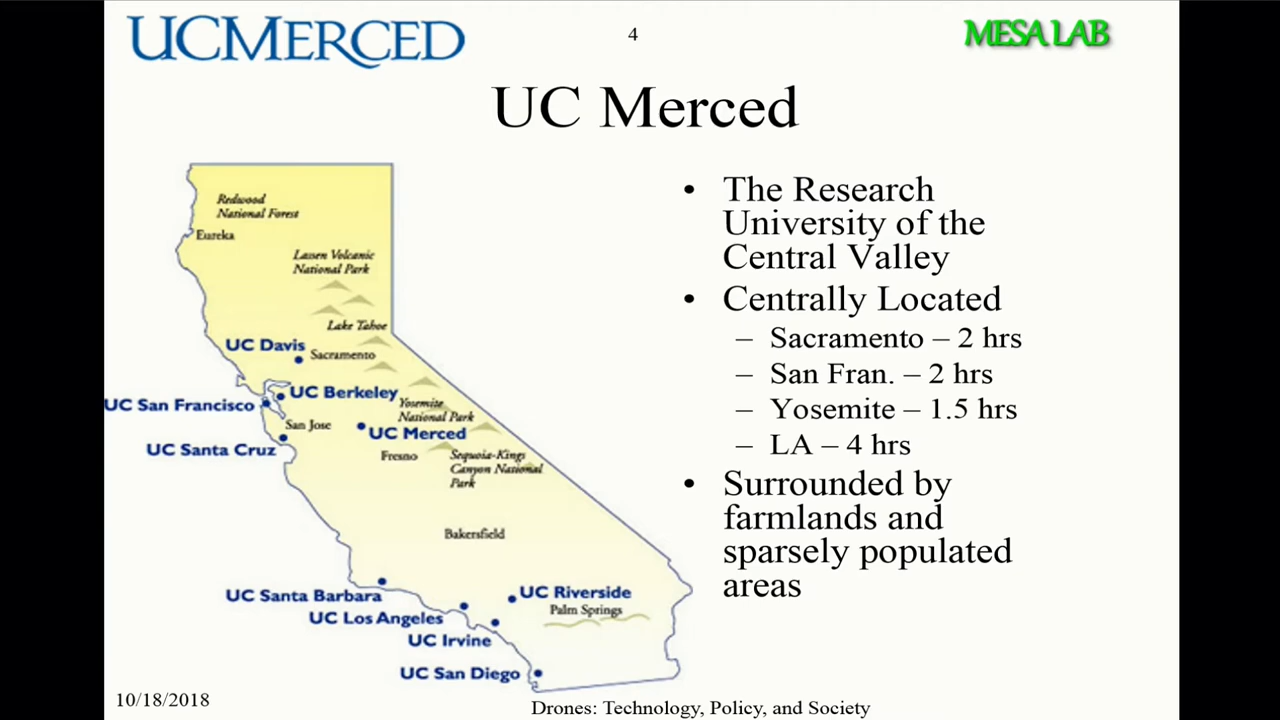 UCMERCED
4
MESA LAB
UC Merced
Redwood
National Forest
Eureka
Lassen Volcanic
National Park
Lake Tahoe
UC Davis
Sacramento
UC Berkeley
UC San Francisco
Yosemite
National Park
San Jose
UC Merced
UC Santa Cruz
Fresno
Sequoia-Kings
Canyon National
Park
Bakersfield
UC Santa Barbara
UC Riverside
Palm Springs
UC Los Angeles
UC Irvine
UC San Diego
• The Research
University of the
Central Valley
• Centrally Located
– Sacramento – 2 hrs
– San Fran. – 2 hrs
– Yosemite – 1.5 hrs
– LA – 4 hrs
• Surrounded by
farmlands and
sparsely populated
areas
10/18/2018
Drones: Technology, Policy, and Society